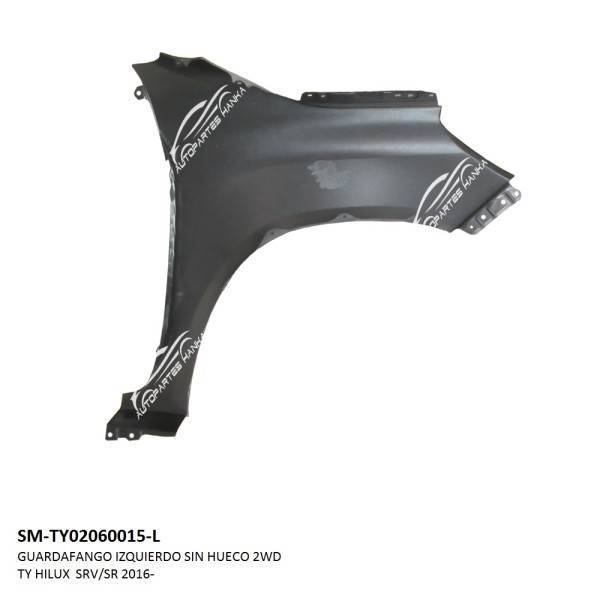 AUTOPARTES HANKA
AUTOPARTES HANKA
AUTOPARTES HANKA
SM-TY02060015-L
GUARDAFANGO IZQUIERDO SIN HUECO 2WD
TY HILUX SRV/SR 2016-